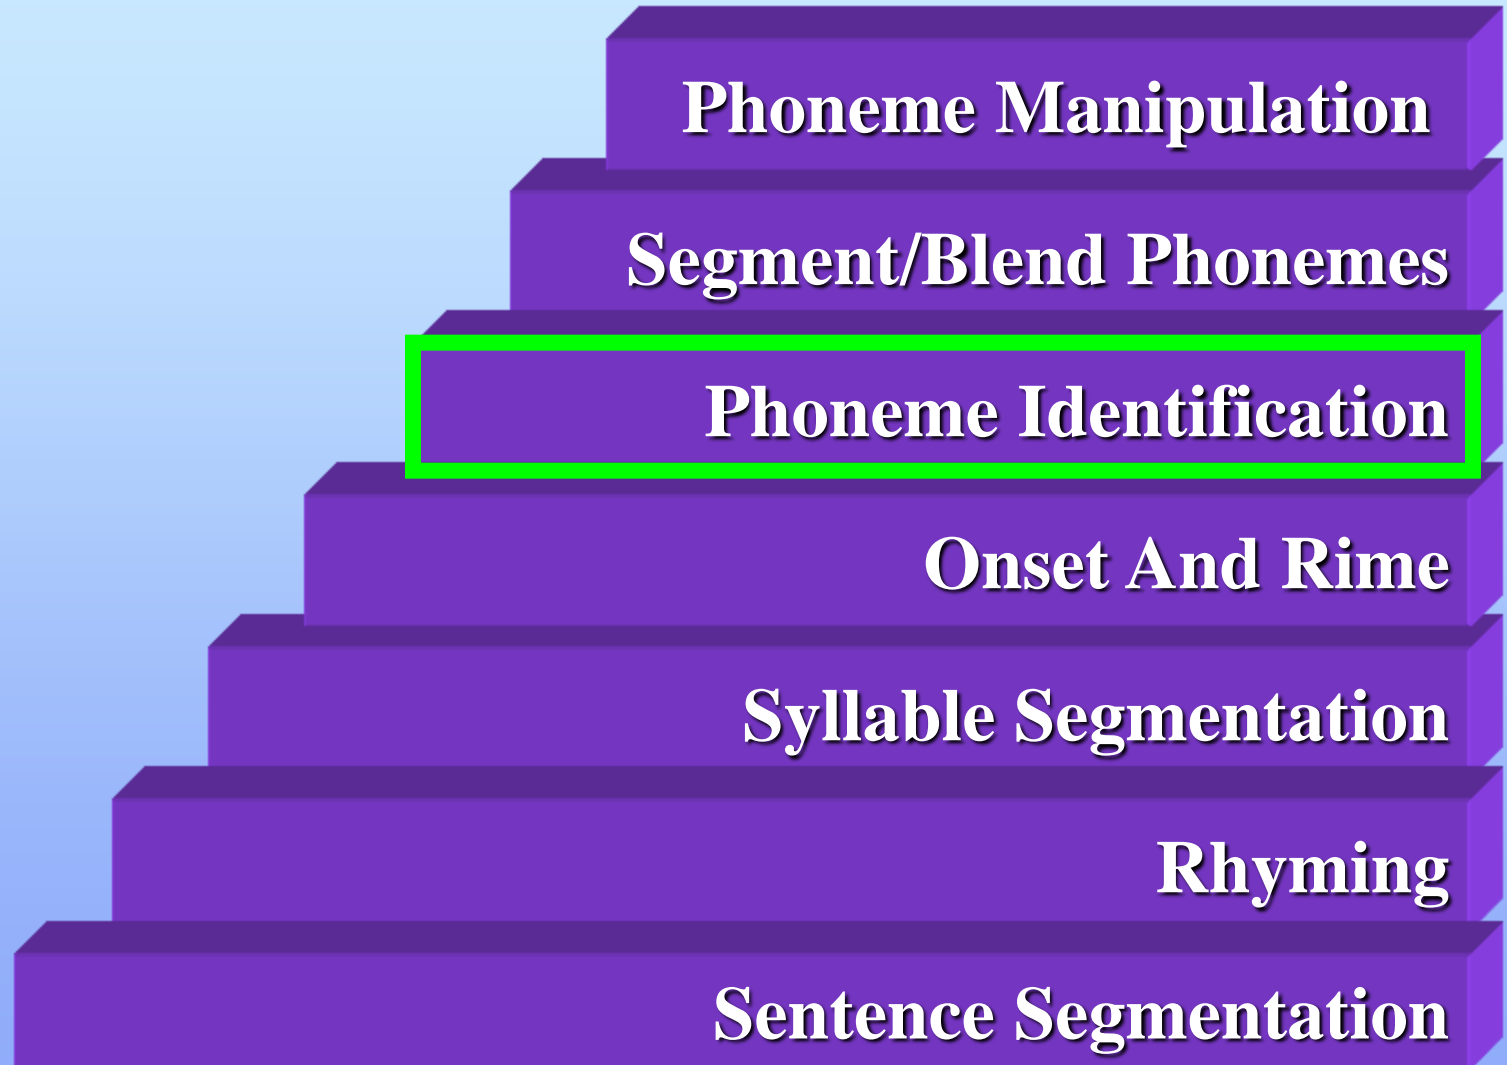 Phoneme Manipulation
Segment/Blend Phonemes
Phoneme Identification
Onset And Rime
Syllable Segmentation
Rhyming
Sentence Segmentation